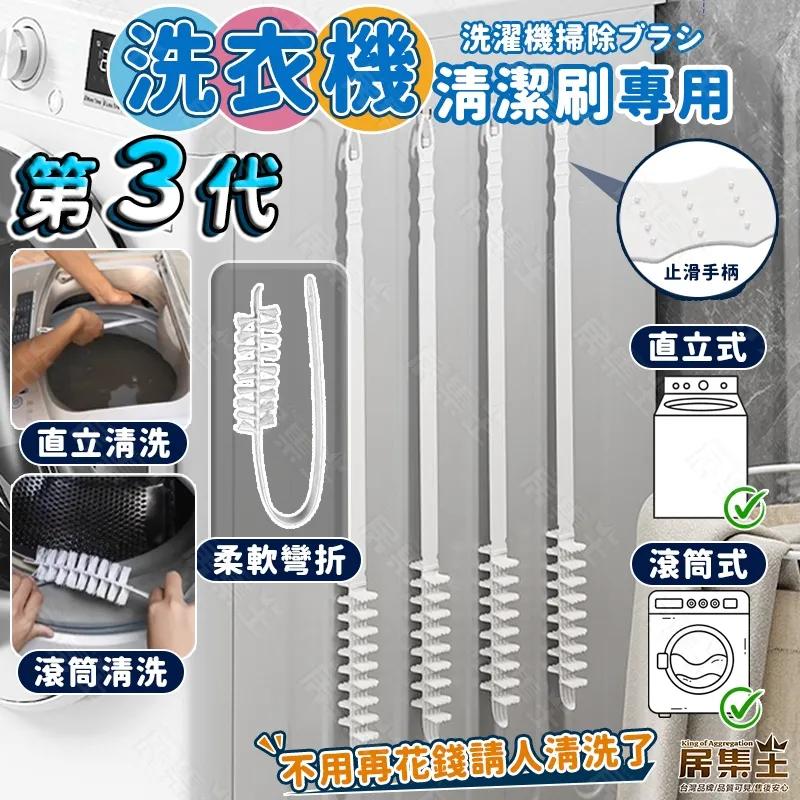 洗衣機
洗濯機掃除ブラシ
清潔刷專用
第3代
止滑手柄
直立式
直立清洗
柔軟彎折
滾筒式
滾筒清洗
不用再花錢請人清洗了
King of Aggregation
居集王
台灣品牌/品質可見/售後安心